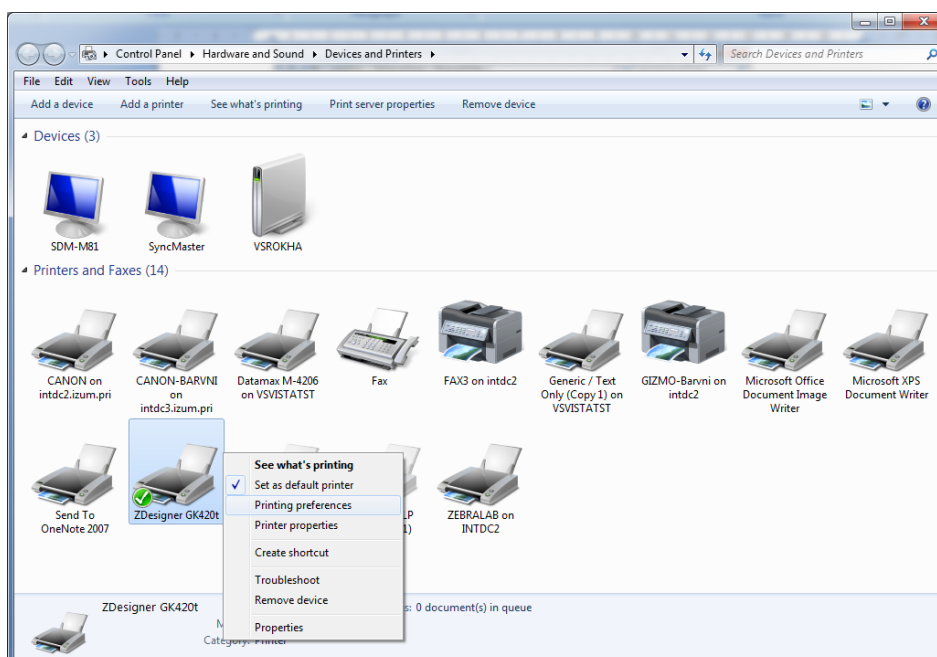 Control Panel ▸ Hardware and Sound ▸ Devices and Printers ▸
Search Devices and Printers
File Edit View Tools Help
Add a device Add a printer See what's printing Print server properties Remove device
Devices (3)
SDM-M81 SyncMaster VSROKHA
Printers and Faxes (14)
CANON on
intdc2.izum.pri
CANON-BARVNI
on
intdc3.izum.pri
Datamax M-4206
on VSVISTATST
Fax
FAX3 on intdc2
Generic / Text
Only (Copy 1) on
VSVISTATST
GIZMO-Barvni on
intdc2
Microsoft Office
Document Image
Writer
Microsoft XPS
Document Writer
Send To
OneNote 2007
ZDesigner GK420t
LP
1)
ZEBRALAB on
INTDC2
See what's printing
Set as default printer
Printing preferences
Printer properties
Create shortcut
Troubleshoot
Remove device
Properties
ZDesigner GK420t
s: 0 document(s) in queue
M
Category: Printer